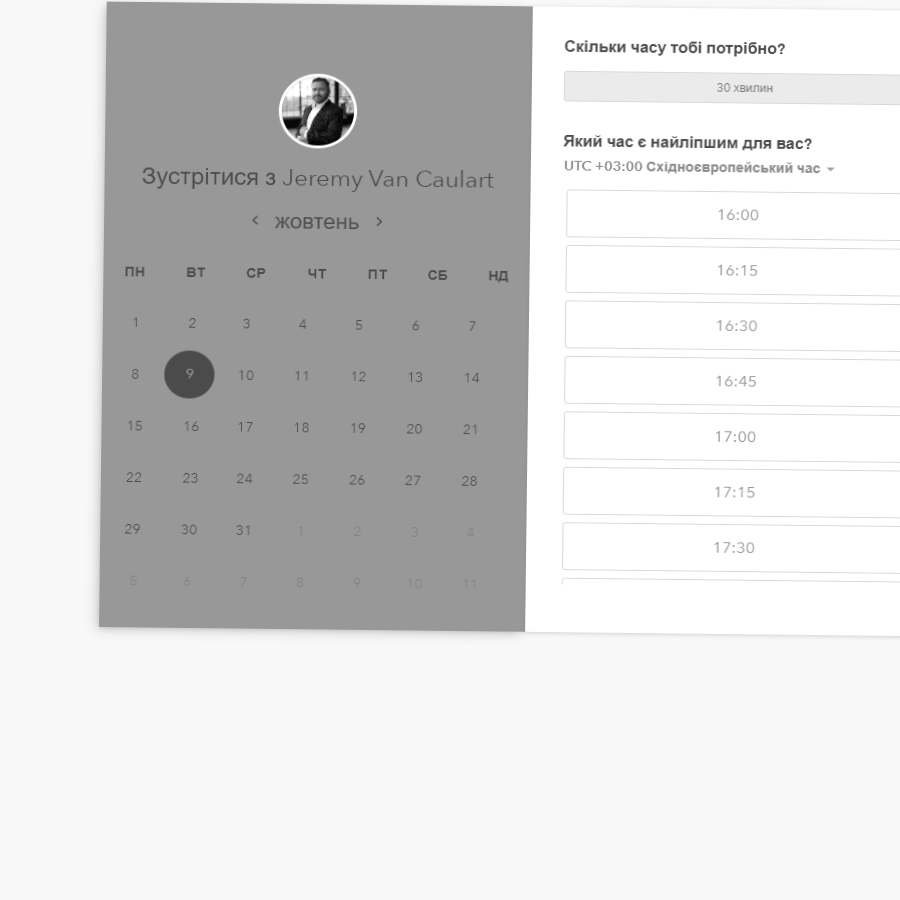 Зустрітися з Jeremy Van Caulart
жовтень
ПН ВТ СР ЧТ ПТ СБ НД
1 2 3 4 5 6 7
8 9 10 11 12 13 14
15 16 17 18 19 20 21
22 23 24 25 26 27 28
29 30 31 1 2 3 4
5 6 7 8 9 10 11
Скільки часу тобі потрібно?
30 хвилин
Який час є найліпшим для вас?
UTC +03:00 Східноєвропейський час
16:00
16:15
16:30
16:45
17:00
17:15
17:30